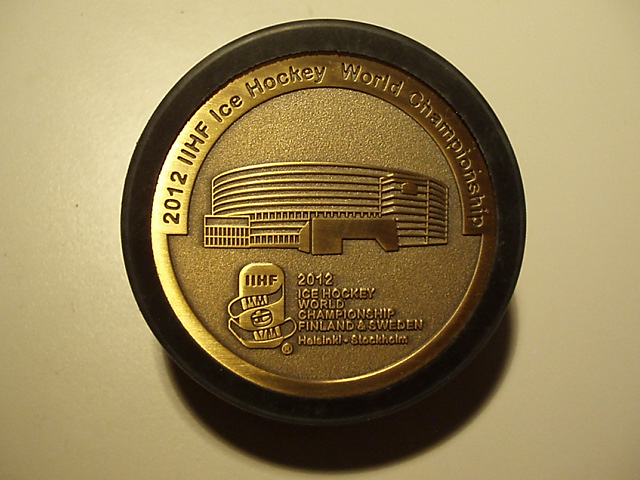 2012 IIHF Ice Hockey World Championship
IIHF
2012
ICE HOCKEY
WORLD
CHAMPIONSHIP
FINLAND & SWEDEN
Helsinki - Stockholm
®